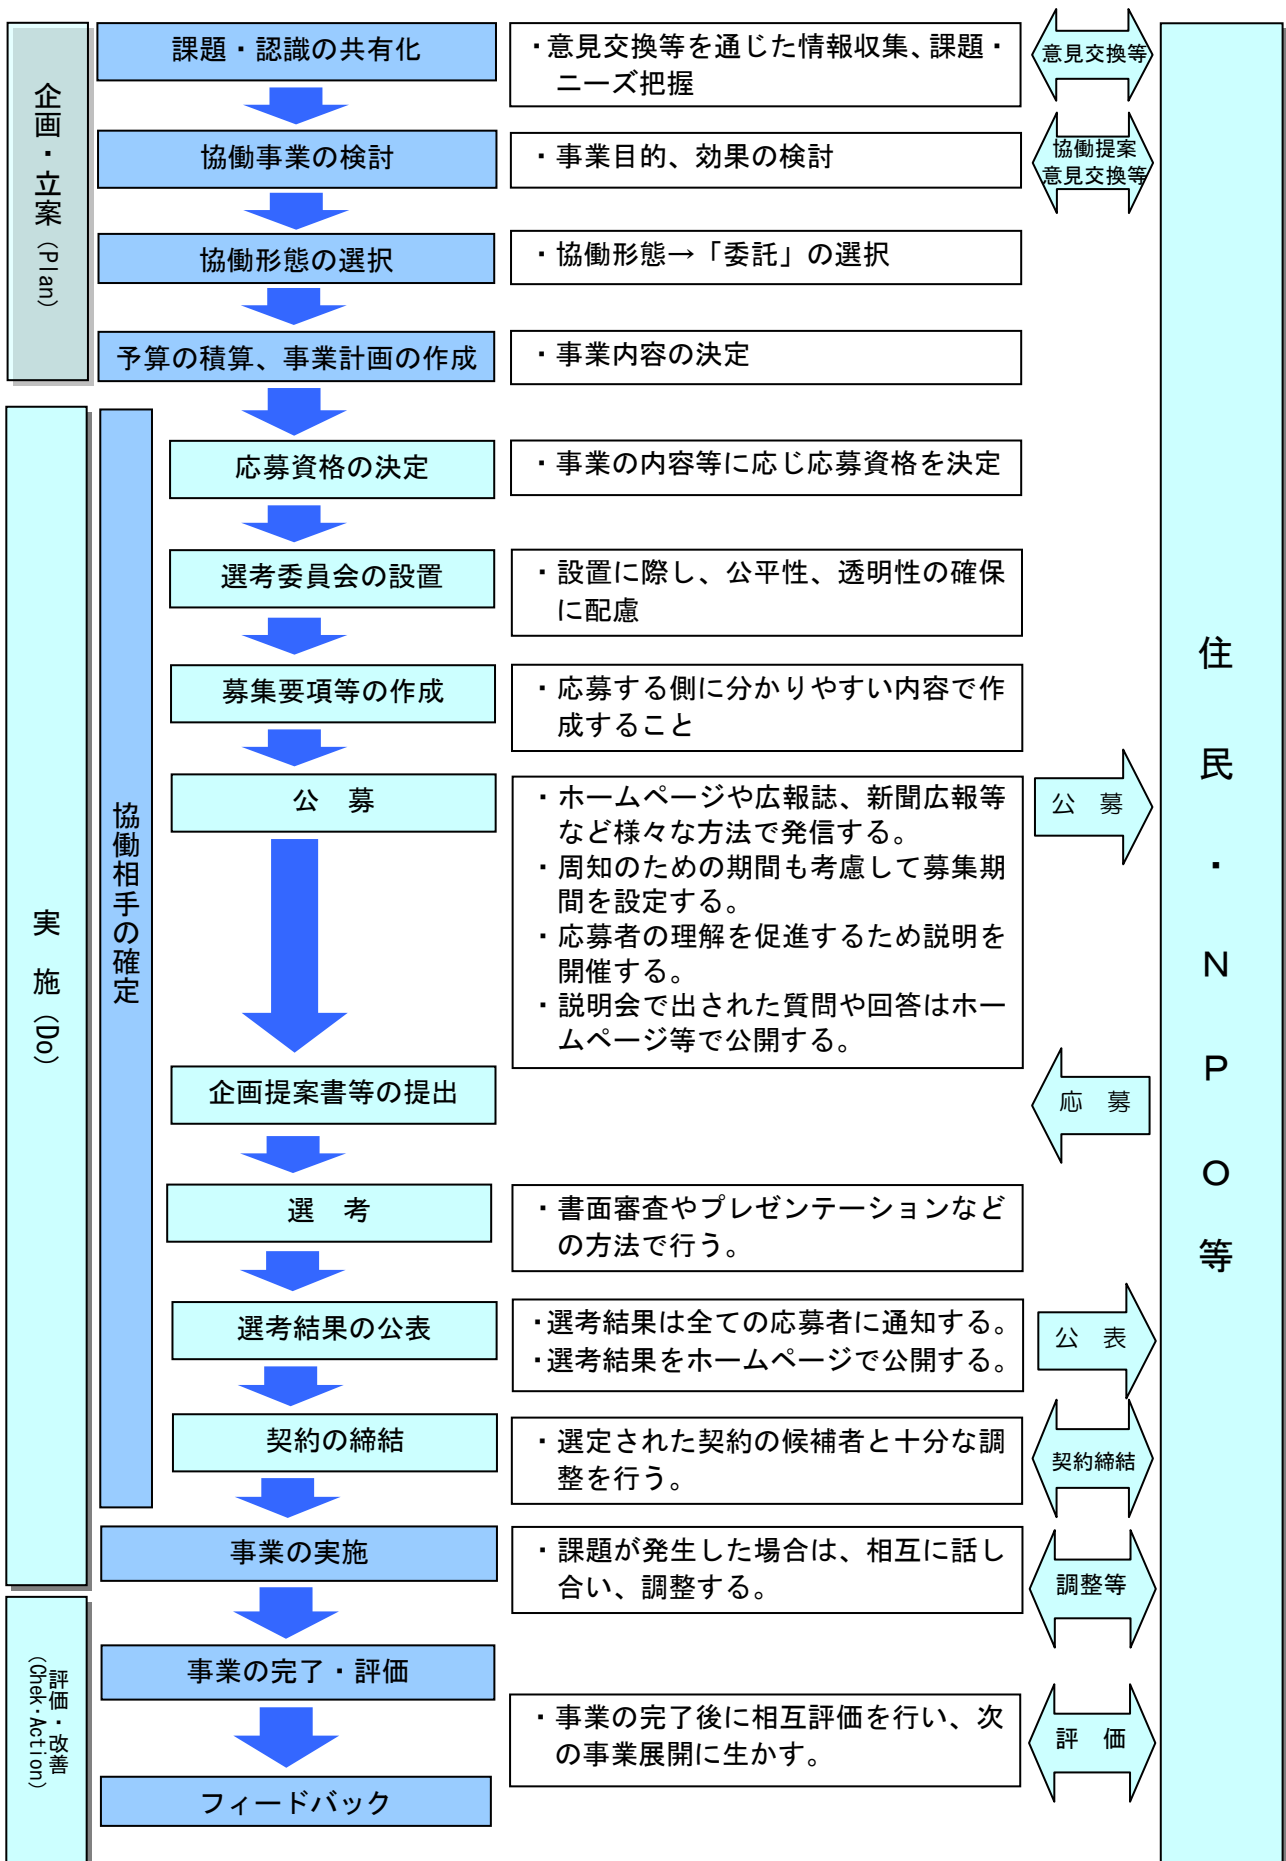 企画・立案（Plan）
課題・認識の共有化
・意見交換等を通じた情報収集、課題・
ニーズ把握
意見交換等
協働事業の検討
・事業目的、効果の検討
協働提案
意見交換等
協働形態の選択
・協働形態→「委託」の選択
予算の積算、事業計画の作成
・事業内容の決定
実　施（Do）
協働相手の確定
応募資格の決定
・事業の内容等に応じ応募資格を決定
選考委員会の設置
・設置に際し、公平性、透明性の確保
に配慮
募集要項等の作成
・応募する側に分かりやすい内容で作
成すること
公　募
・ホームページや広報誌、新聞広報等
など様々な方法で発信する。
・周知のための期間も考慮して募集期
間を設定する。
・応募者の理解を促進するため説明を
開催する。
・説明会で出された質問や回答はホー
ムページ等で公開する。
公　募
企画提案書等の提出
応　募
選　考
・書面審査やプレゼンテーションなど
の方法で行う。
選考結果の公表
・選考結果は全ての応募者に通知する。
・選考結果をホームページで公開する。
公　表
契約の締結
・選定された契約の候補者と十分な調
整を行う。
契約締結
事業の実施
・課題が発生した場合は、相互に話し
合い、調整する。
調整等
評価・改善
（Chek・Action）
事業の完了・評価
・事業の完了後に相互評価を行い、次
の事業展開に生かす。
評　価
フィードバック
住民・ＮＰＯ等